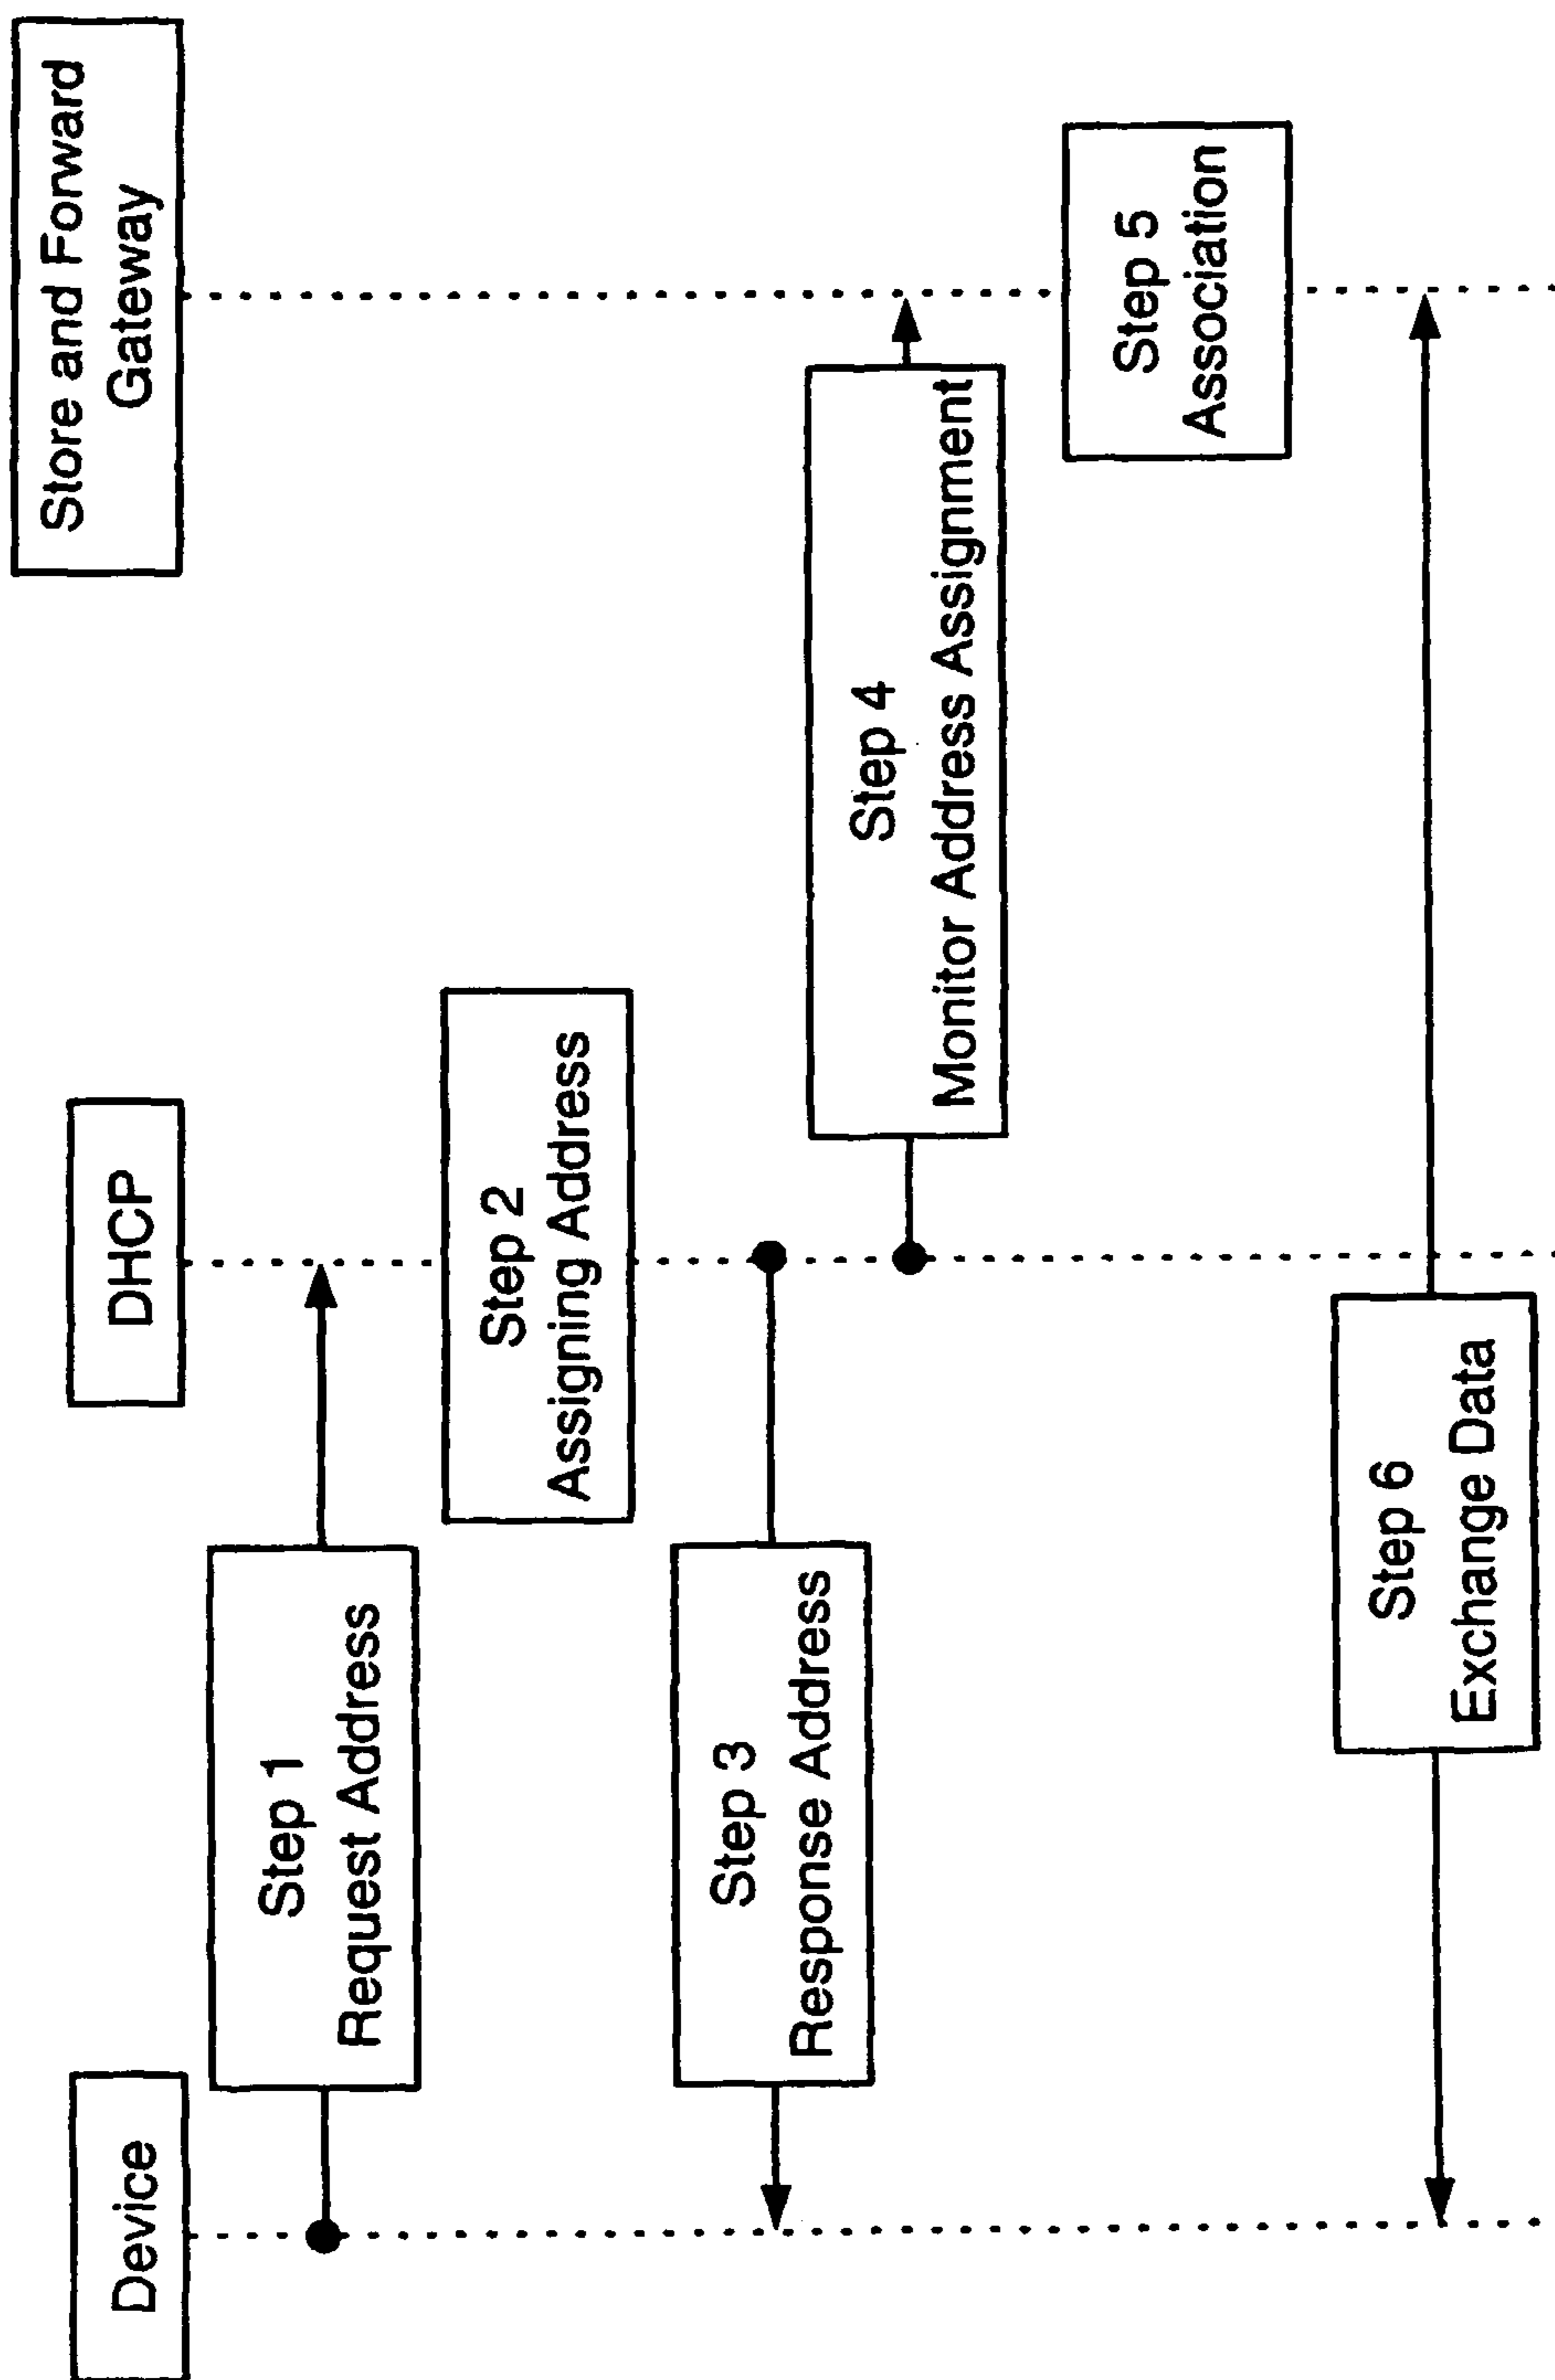 Device
DHCP
Store and Forward
Gateway
Step 1
Request Address
Step 2
Assigning Address
Step 3
Response Address
Step 4
Monitor Address Assignment
Step 5
Association
Step 6
Exchange Data